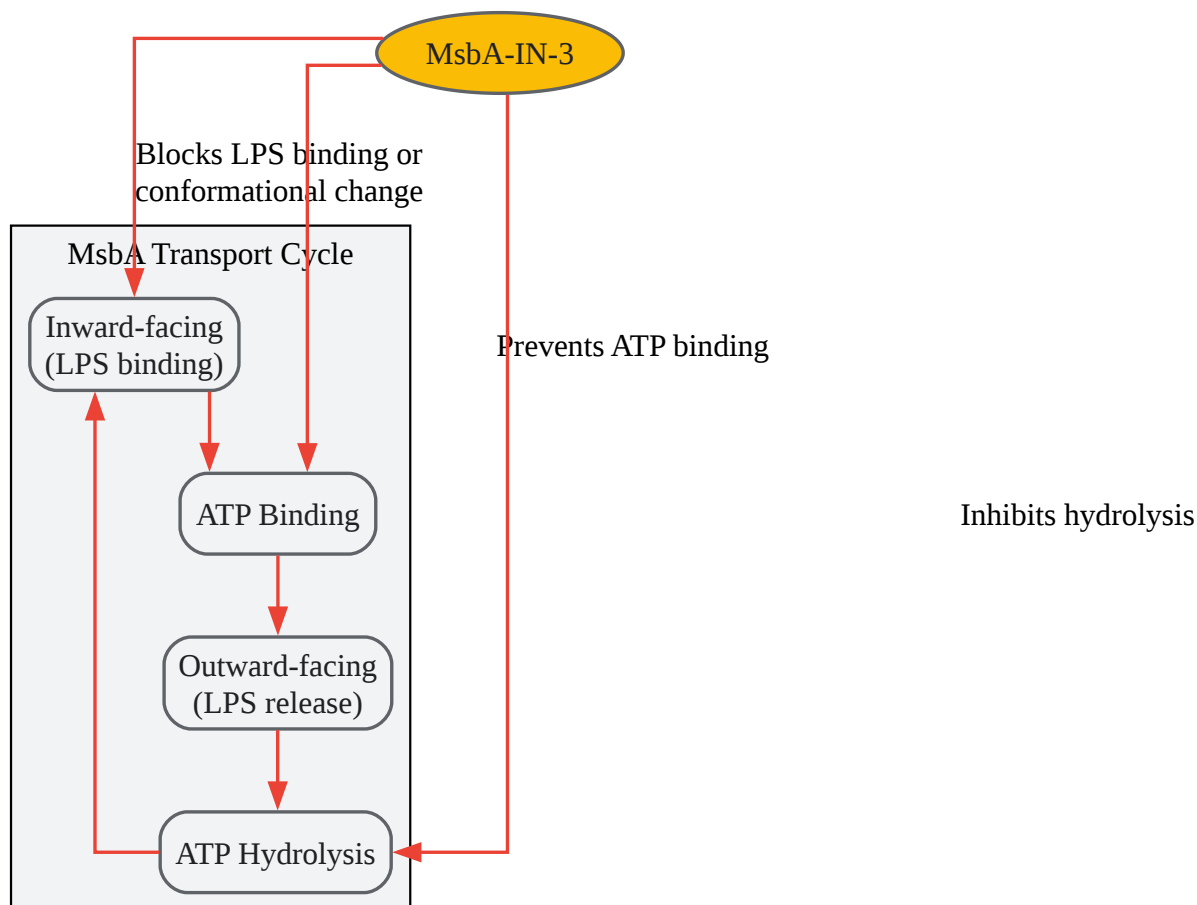 MsbA-IN-3
Blocks LPS binding or
conformational change
MsbA Transport Cycle
Inward-facing
(LPS binding)
Prevents ATP binding
ATP Binding
Inhibits hydrolysis
Outward-facing
(LPS release)
ATP Hydrolysis